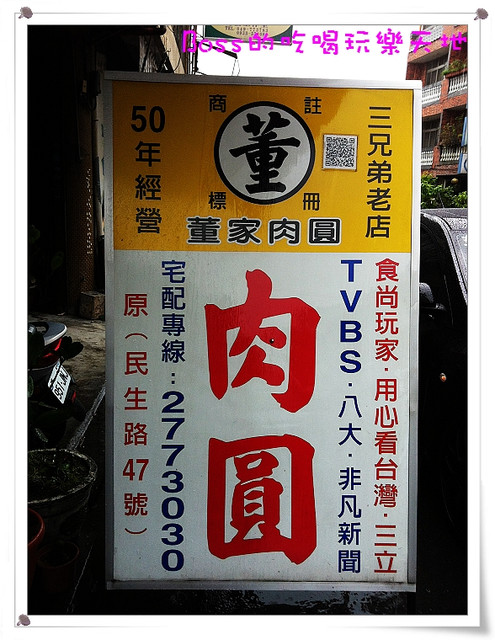 Boss的吃喝玩樂天地
三兄弟老店
註冊商標
董
50年經營
董家肉圓
食尚玩家·用心看台灣·三立
TVBS·八大·非凡新聞
肉圓
宅配專線：2773030
原（民生路47號）